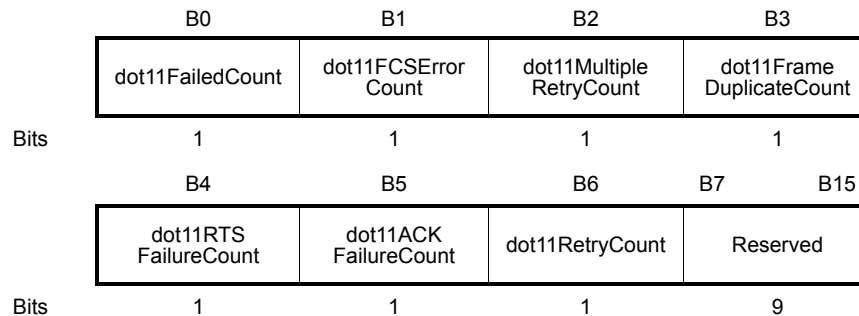 B0 B1 B2 B3
dot11FailedCount dot11FCSError dot11Multiple dot11Frame
Count RetryCount DuplicateCount
Bits 1 1 1 1
B4 B5 B6 B7 B15
dot11RTS dot11ACK dot11RetryCount Reserved
FailureCount FailureCount
Bits 1 1 1 9